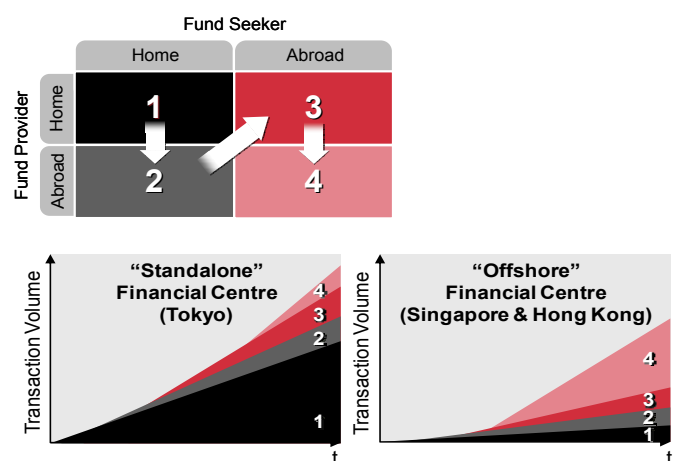 Fund Seeker
Home Abroad
Fund Provider
Home
1 3
Abroad
2 4
Transaction Volume
“Standalone”
Financial Centre
(Tokyo)
4
3
2
1
t
Transaction Volume
“Offshore”
Financial Centre
(Singapore & Hong Kong)
4
3
2
1
t